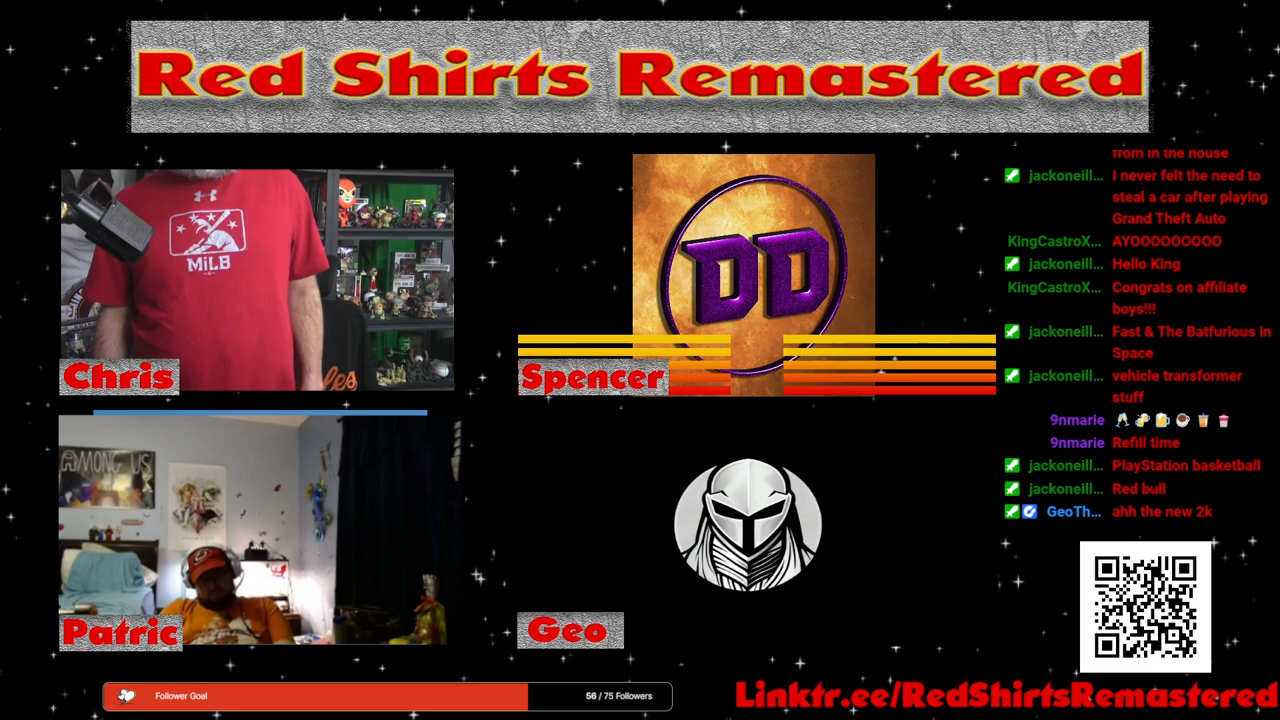 Red Shirts Remastered
MiLB
Chris
DD
Spencer
AMONG US
Patric
Geo
from in the house
jackoneill... I never felt the need to
steal a car after playing
Grand Theft Auto
KingCastroX... AYOOOOOOOOO
jackoneill... Hello King
KingCastroX... Congrats on affiliate
boys!!!
jackoneill... Fast & The Batfurious in
Space
jackoneill... vehicle transformer
stuff
9nmarie
9nmarie Refill time
jackoneill... PlayStation basketball
jackoneill... Red bull
GeoTh... ahh the new 2k
Follower Goal 56 / 75 Followers
Linktr.ee/RedShirtsRemastered